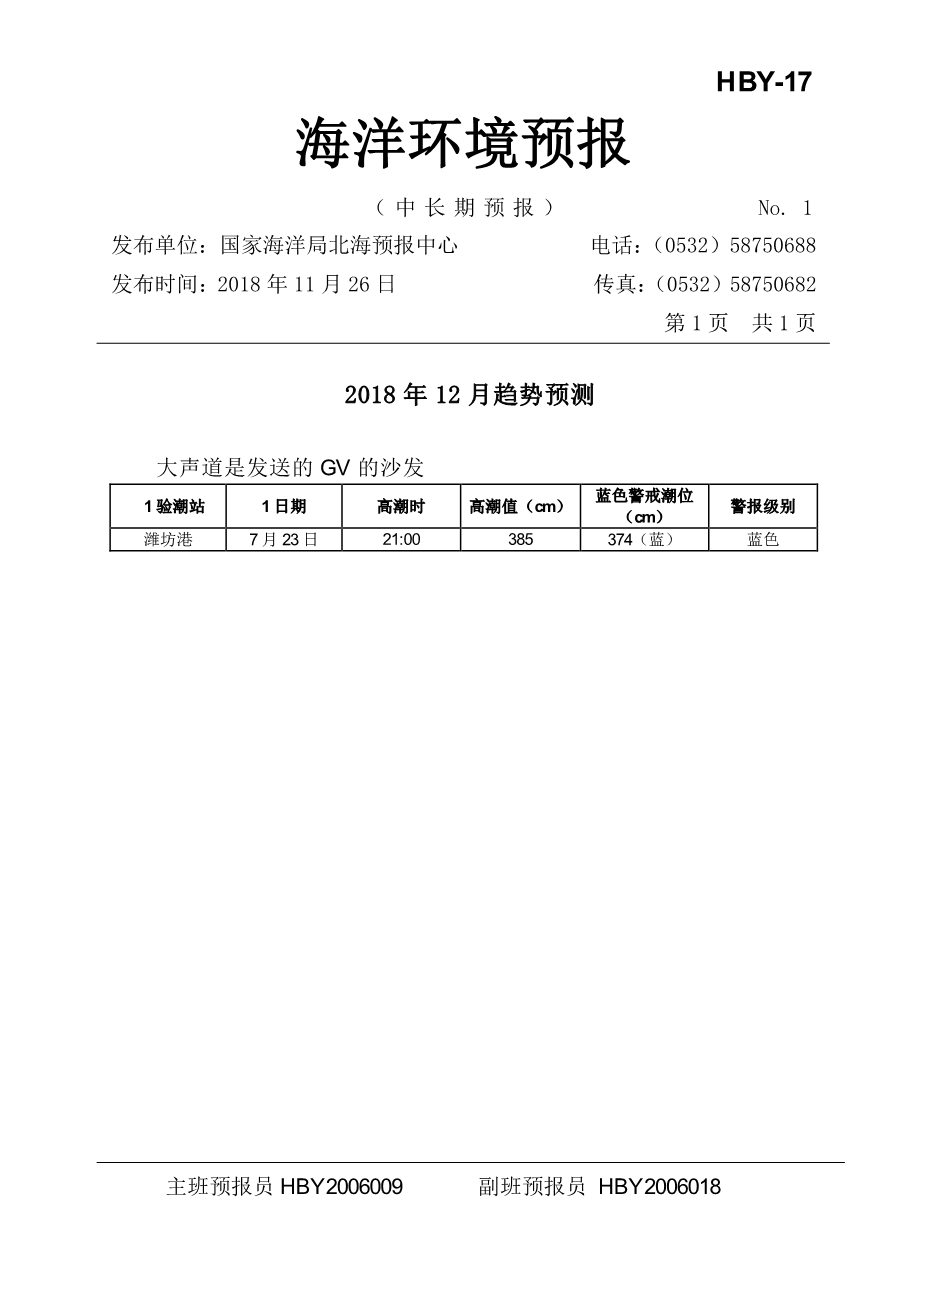 HBY-17
海洋环境预报
（中长期预报） No. 1
发布单位：国家海洋局北海预报中心 电话：（0532）58750688
发布时间：2018 年 11 月 26 日 传真：（0532）58750682
第 1 页 共 1 页
2018 年 12 月趋势预测
大声道是发送的 GV 的沙发
1 验潮站 1 日期 高潮时 高潮值（cm） 蓝色警戒潮位（cm） 警报级别
潍坊港 7 月 23 日 21:00 385 374（蓝） 蓝色
主班预报员 HBY2006009 副班预报员 HBY2006018